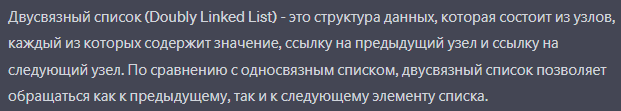 Двусвязный список (Doubly Linked List) - это структура данных, которая состоит из узлов,
каждый из которых содержит значение, ссылку на предыдущий узел и ссылку на
следующий узел. По сравнению с односвязным списком, двусвязный список позволяет
обращаться как к предыдущему, так и к следующему элементу списка.